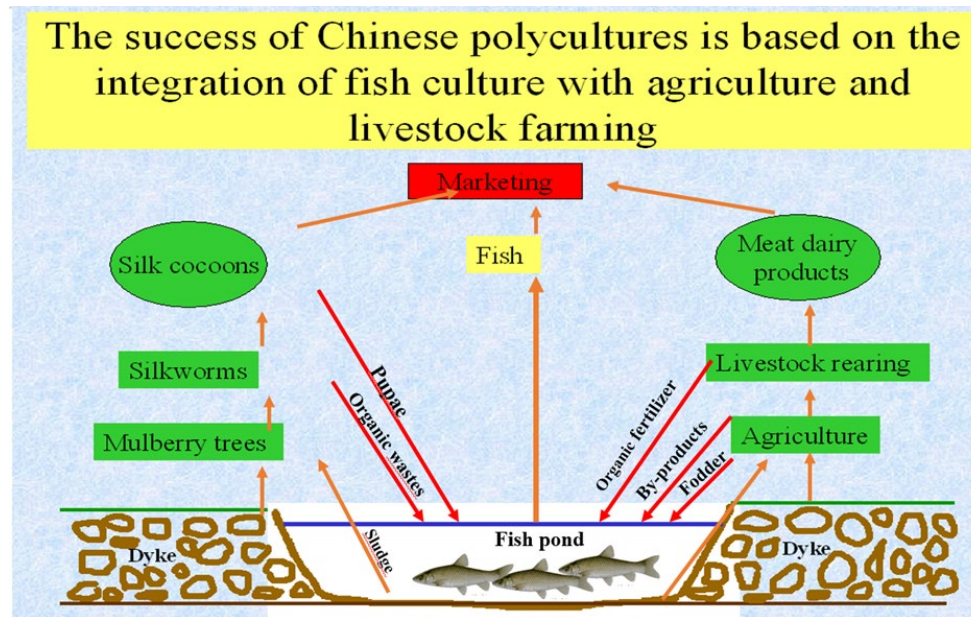 The success of Chinese polycultures is based on the
integration of fish culture with agriculture and
livestock farming
Marketing
Silk cocoons
Fish
Meat dairy
products
Silkworms
Pupae
Organic wastes
Livestock rearing
Mulberry trees
Organic fertilizer
By-products
Fodder
Agriculture
Dyke
Sludge
Fish pond
Dyke